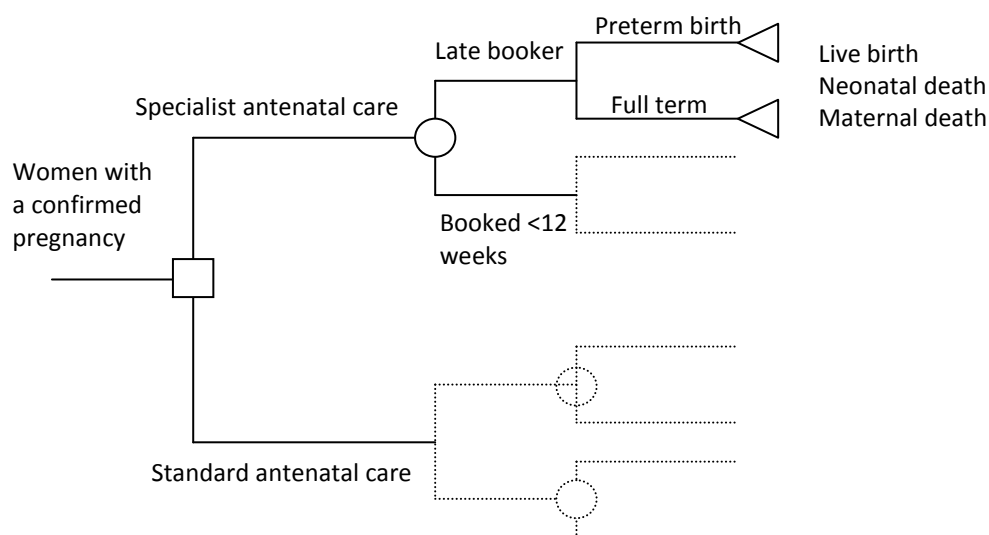 Preterm birth
Late booker
Live birth
Neonatal death
Maternal death
Full term
Specialist antenatal care
Women with
a confirmed
pregnancy
Booked <12
weeks
Standard antenatal care